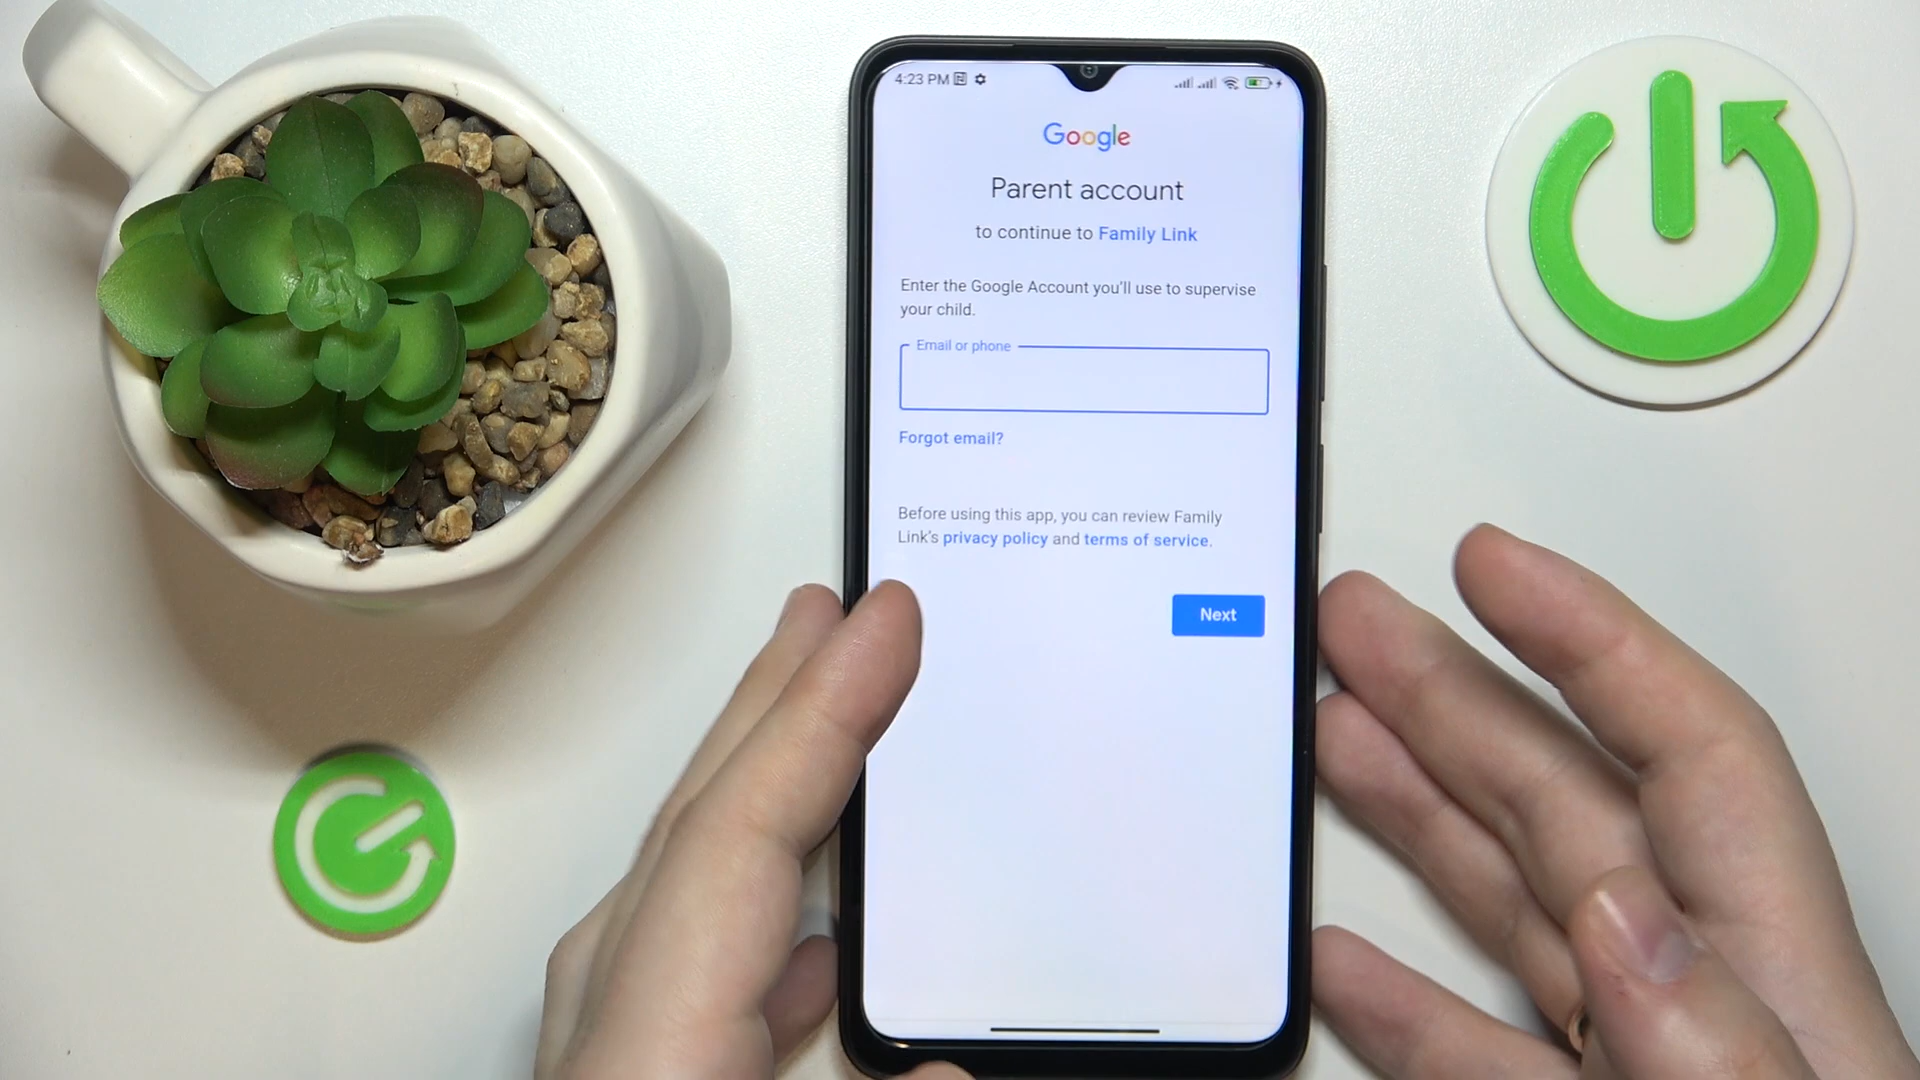 4:23 PM
Google
Parent account
to continue to Family Link
Enter the Google Account you'll use to supervise
your child.
Email or phone
Forgot email?
Before using this app, you can review Family
Link's privacy policy and terms of service.
Next